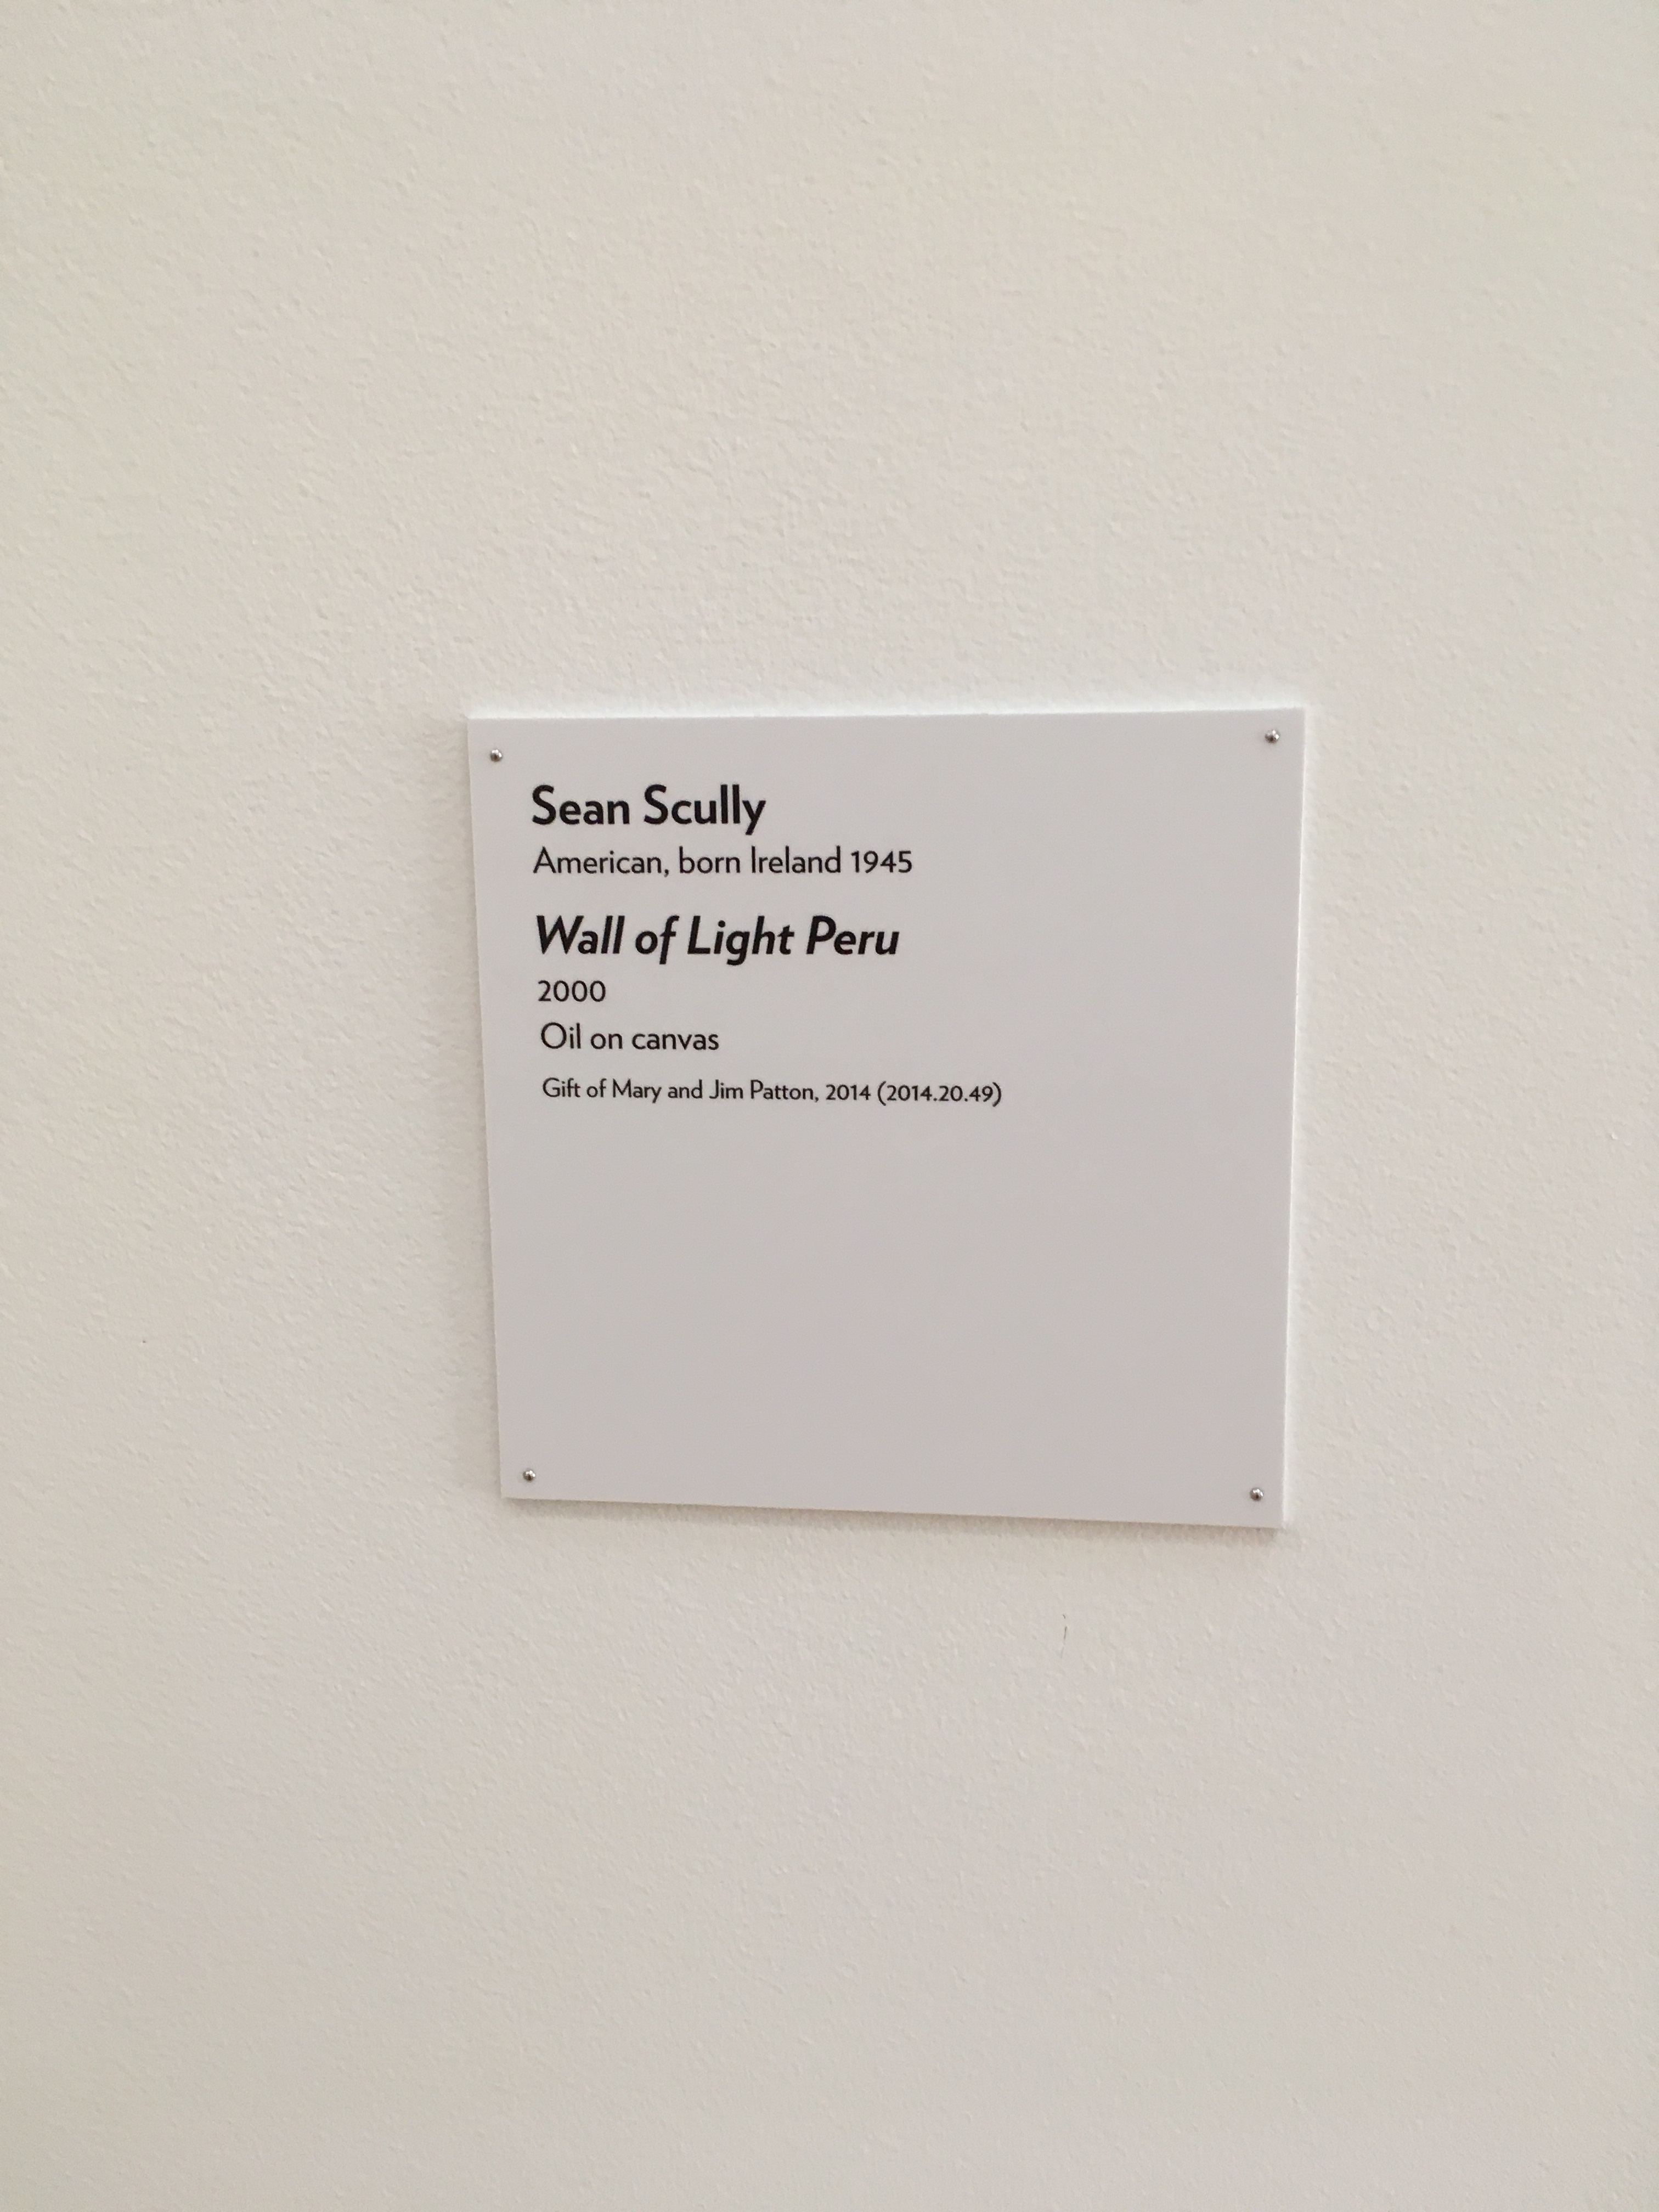 Sean Scully
American, born Ireland 1945
Wall of Light Peru
2000
Oil on canvas
Gift of Mary and Jim Patton, 2014 (2014.20.49)